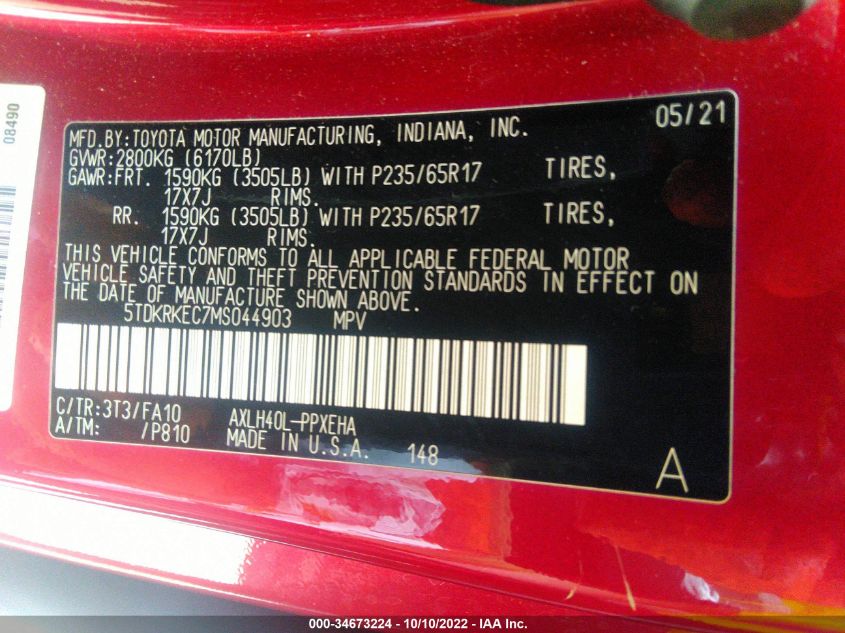 08490
05/21
MFD.BY:TOYOTA MOTOR MANUFACTURING, INDIANA, INC.
GVWR:2800KG (6170LB)
GAWR:FRT. 1590KG (3505LB) WITH P235/65R17 TIRES,
17X7J RIMS.
RR. 1590KG (3505LB) WITH P235/65R17 TIRES,
17X7J RIMS.
THIS VEHICLE CONFORMS TO ALL APPLICABLE FEDERAL MOTOR
VEHICLE SAFETY AND THEFT PREVENTION STANDARDS IN EFFECT ON
THE DATE OF MANUFACTURE SHOWN ABOVE.
5TDKRKEC7MS044903 MPV
C/TR:3T3/FA10 AXLH40L-PPXEHA
A/TM: /P810 MADE IN U.S.A. 148
A
000-34673224 - 10/10/2022 - IAA Inc.